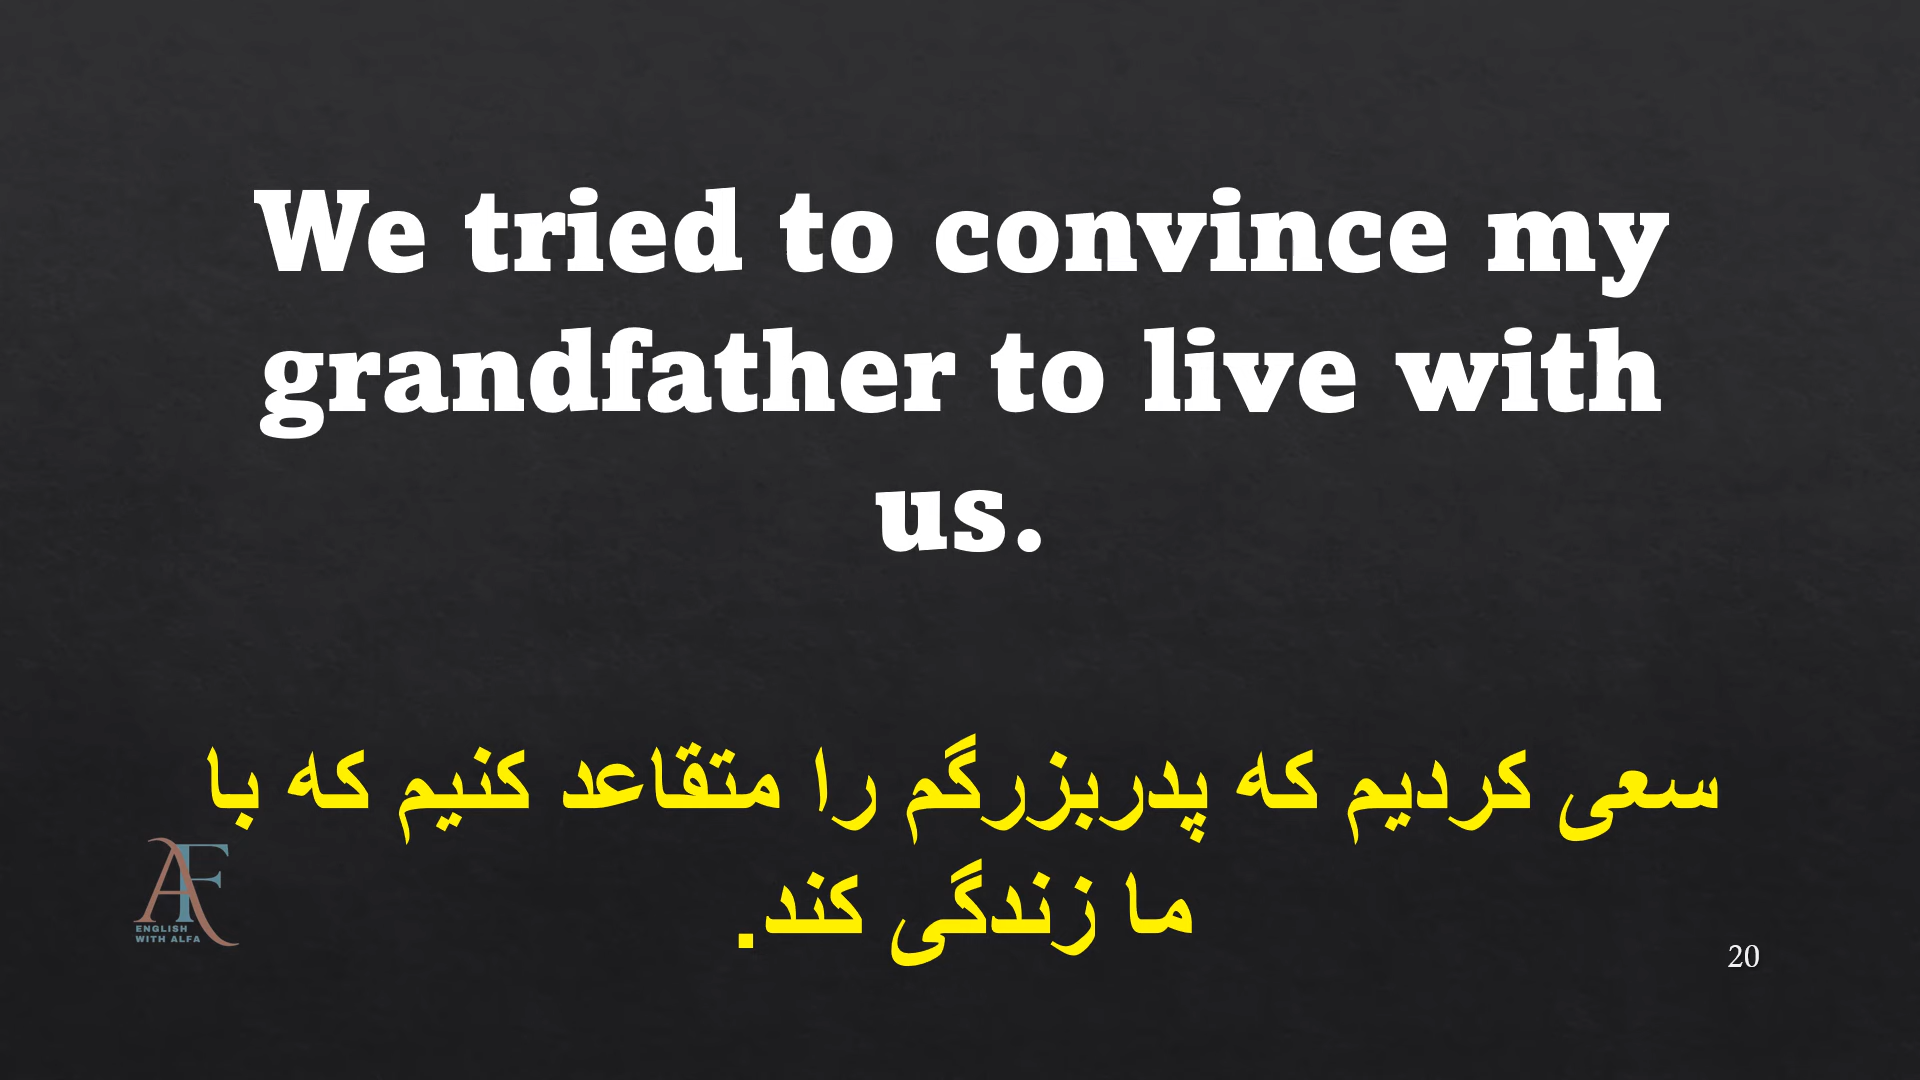 We tried to convince my
grandfather to live with
us.
سعی کردیم که پدربزرگم را متقاعد کنیم که با
ما زندگی کند.
AF
ENGLISH
WITH ALFA
20